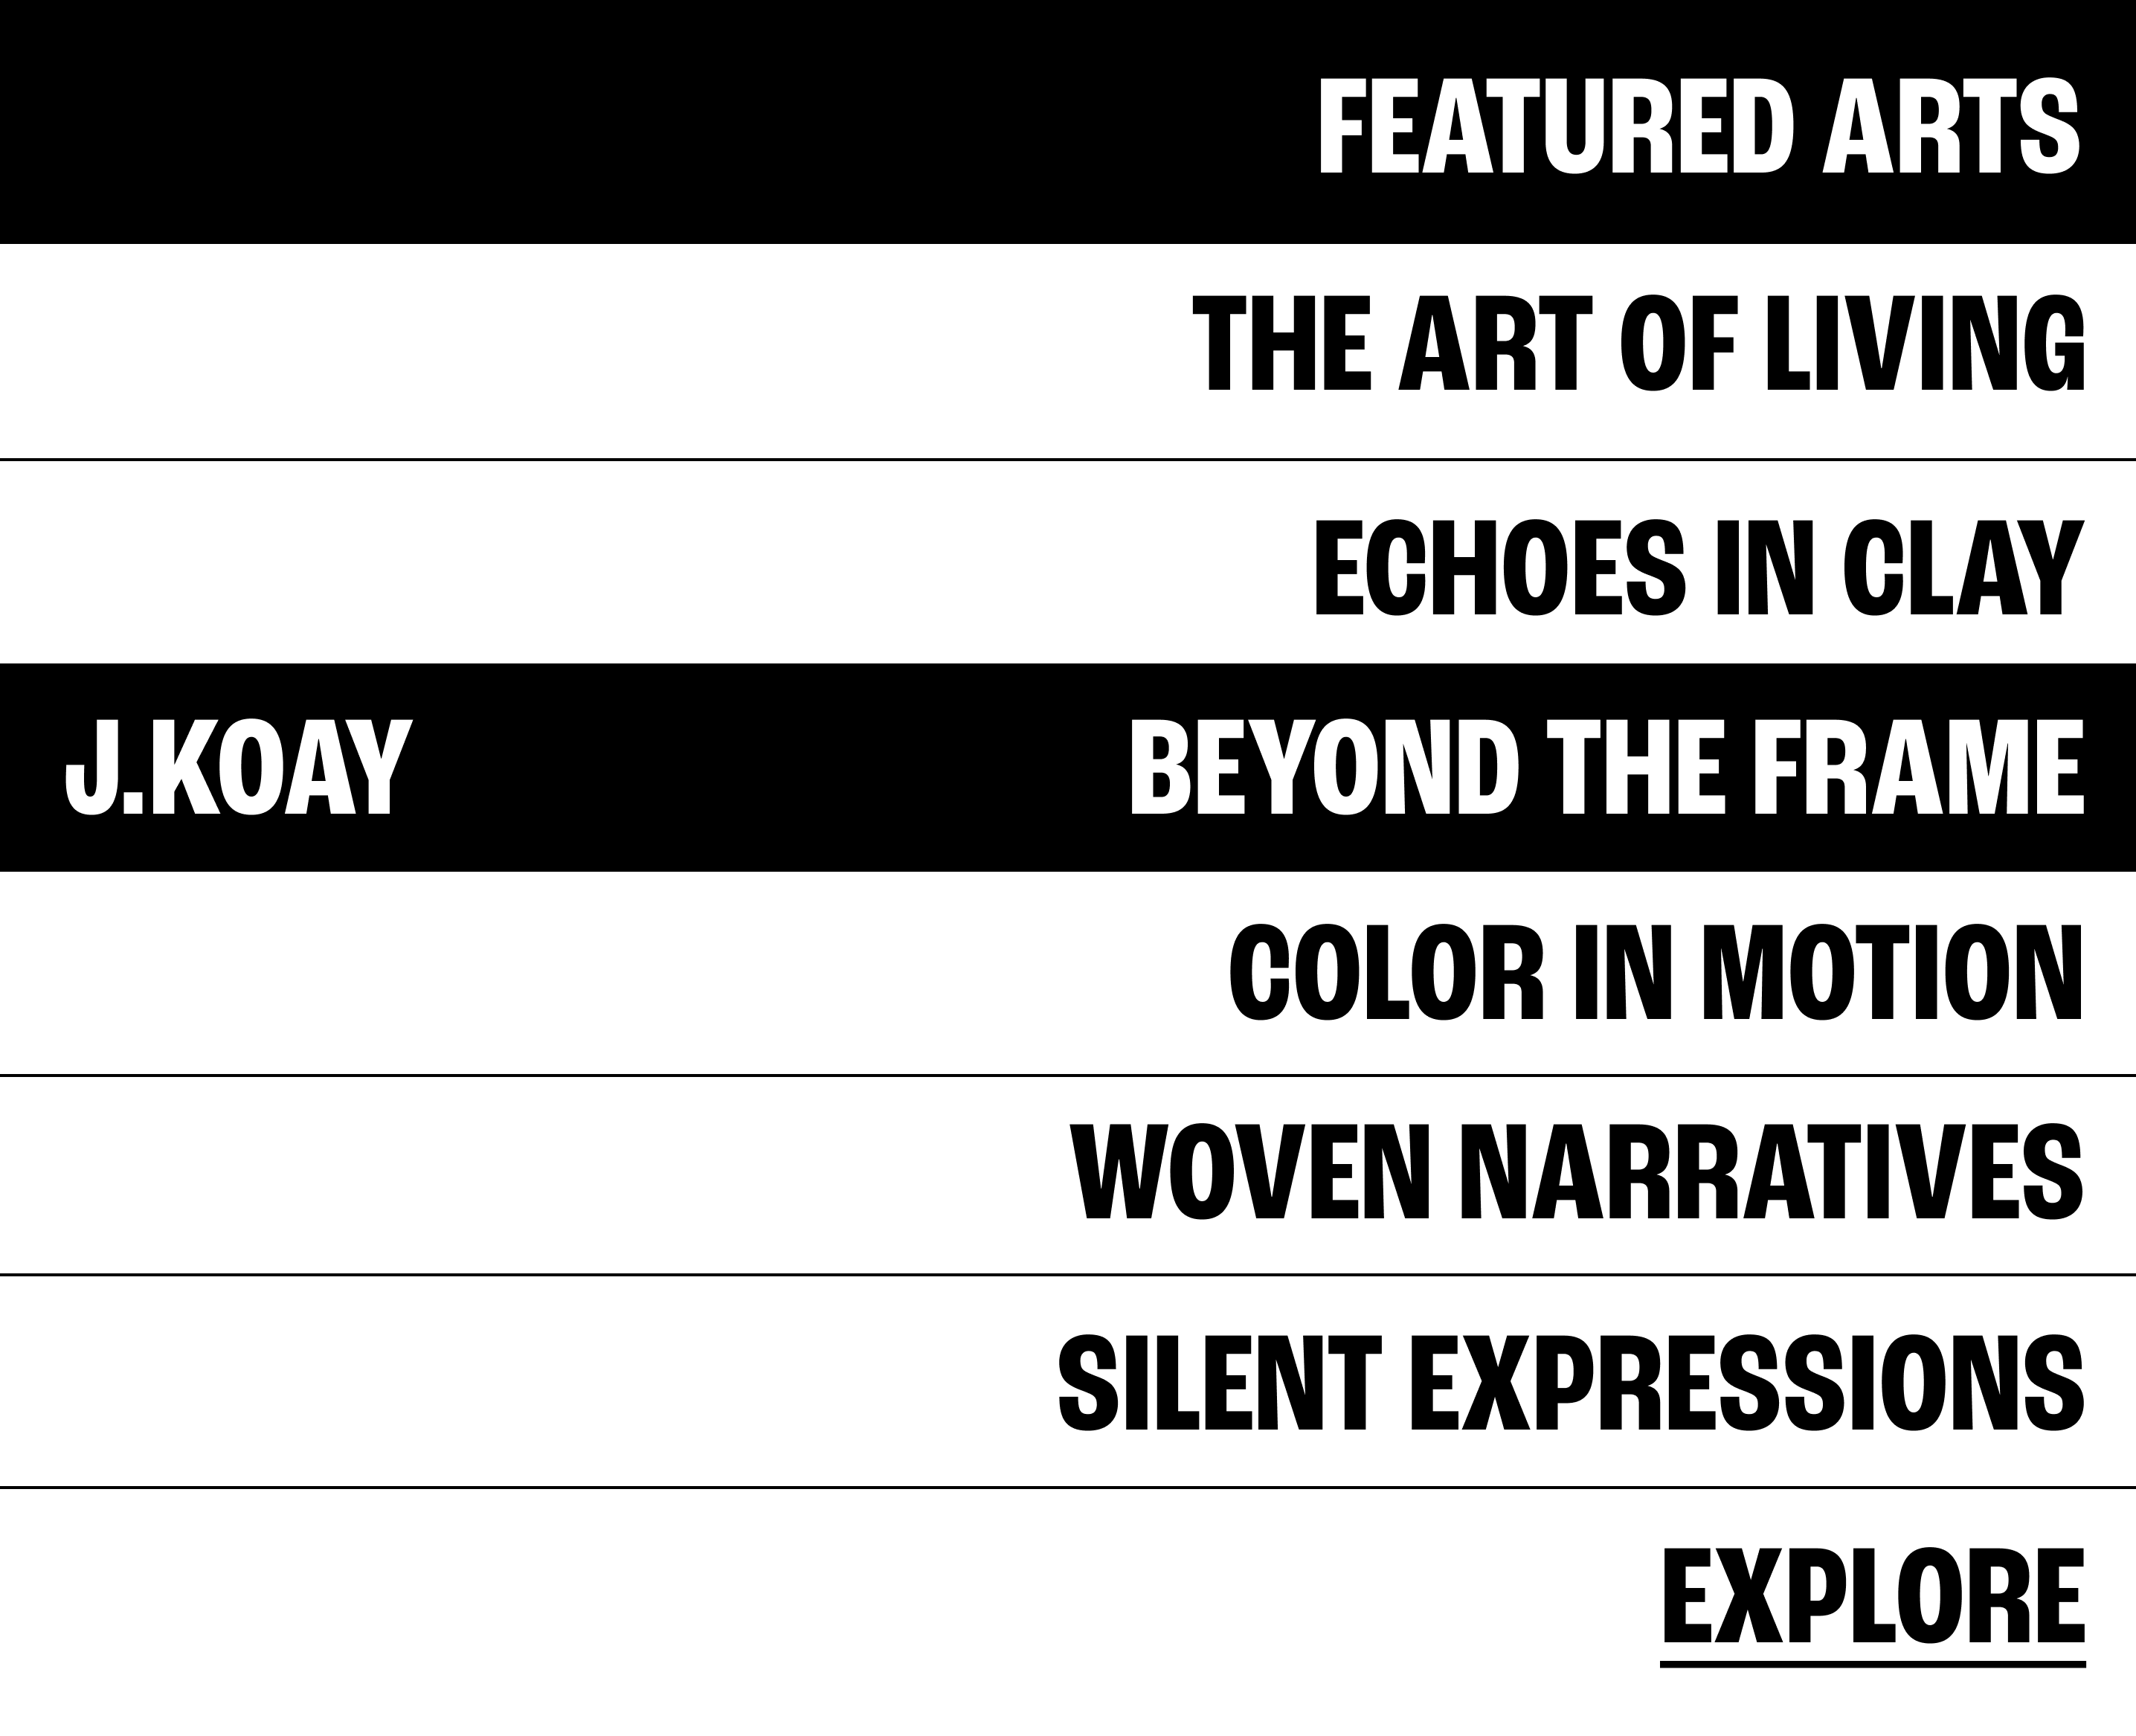 FEATURED ARTS
THE ART OF LIVING
ECHOES IN CLAY
J.KOAY BEYOND THE FRAME
COLOR IN MOTION
WOVEN NARRATIVES
SILENT EXPRESSIONS
EXPLORE